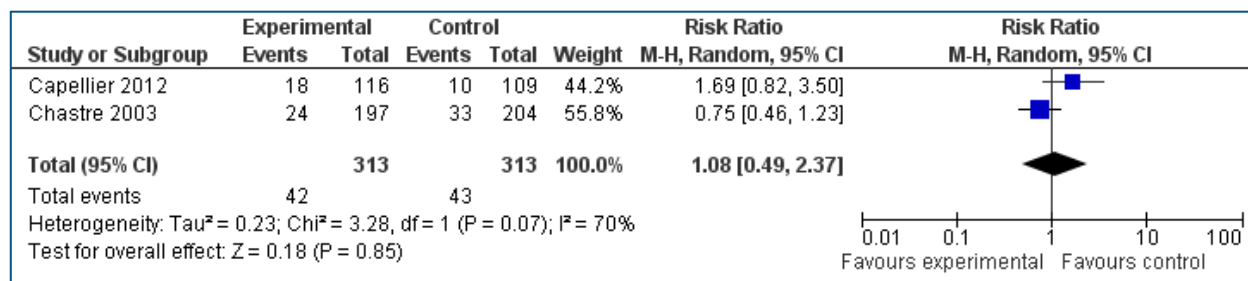 Experimental Control Risk Ratio Risk Ratio
Study or Subgroup Events Total Events Total Weight M-H, Random, 95% CI M-H, Random, 95% CI
Capellier 2012 18 116 10 109 44.2% 1.69 [0.82, 3.50]
Chastre 2003 24 197 33 204 55.8% 0.75 [0.46, 1.23]
Total (95% CI) 313 313 100.0% 1.08 [0.49, 2.37]
Total events 42 43
Heterogeneity: Tau² = 0.23; Chi² = 3.28, df = 1 (P = 0.07); I² = 70%
Test for overall effect: Z = 0.18 (P = 0.85)
0.01 0.1 1 10 100
Favours experimental Favours control